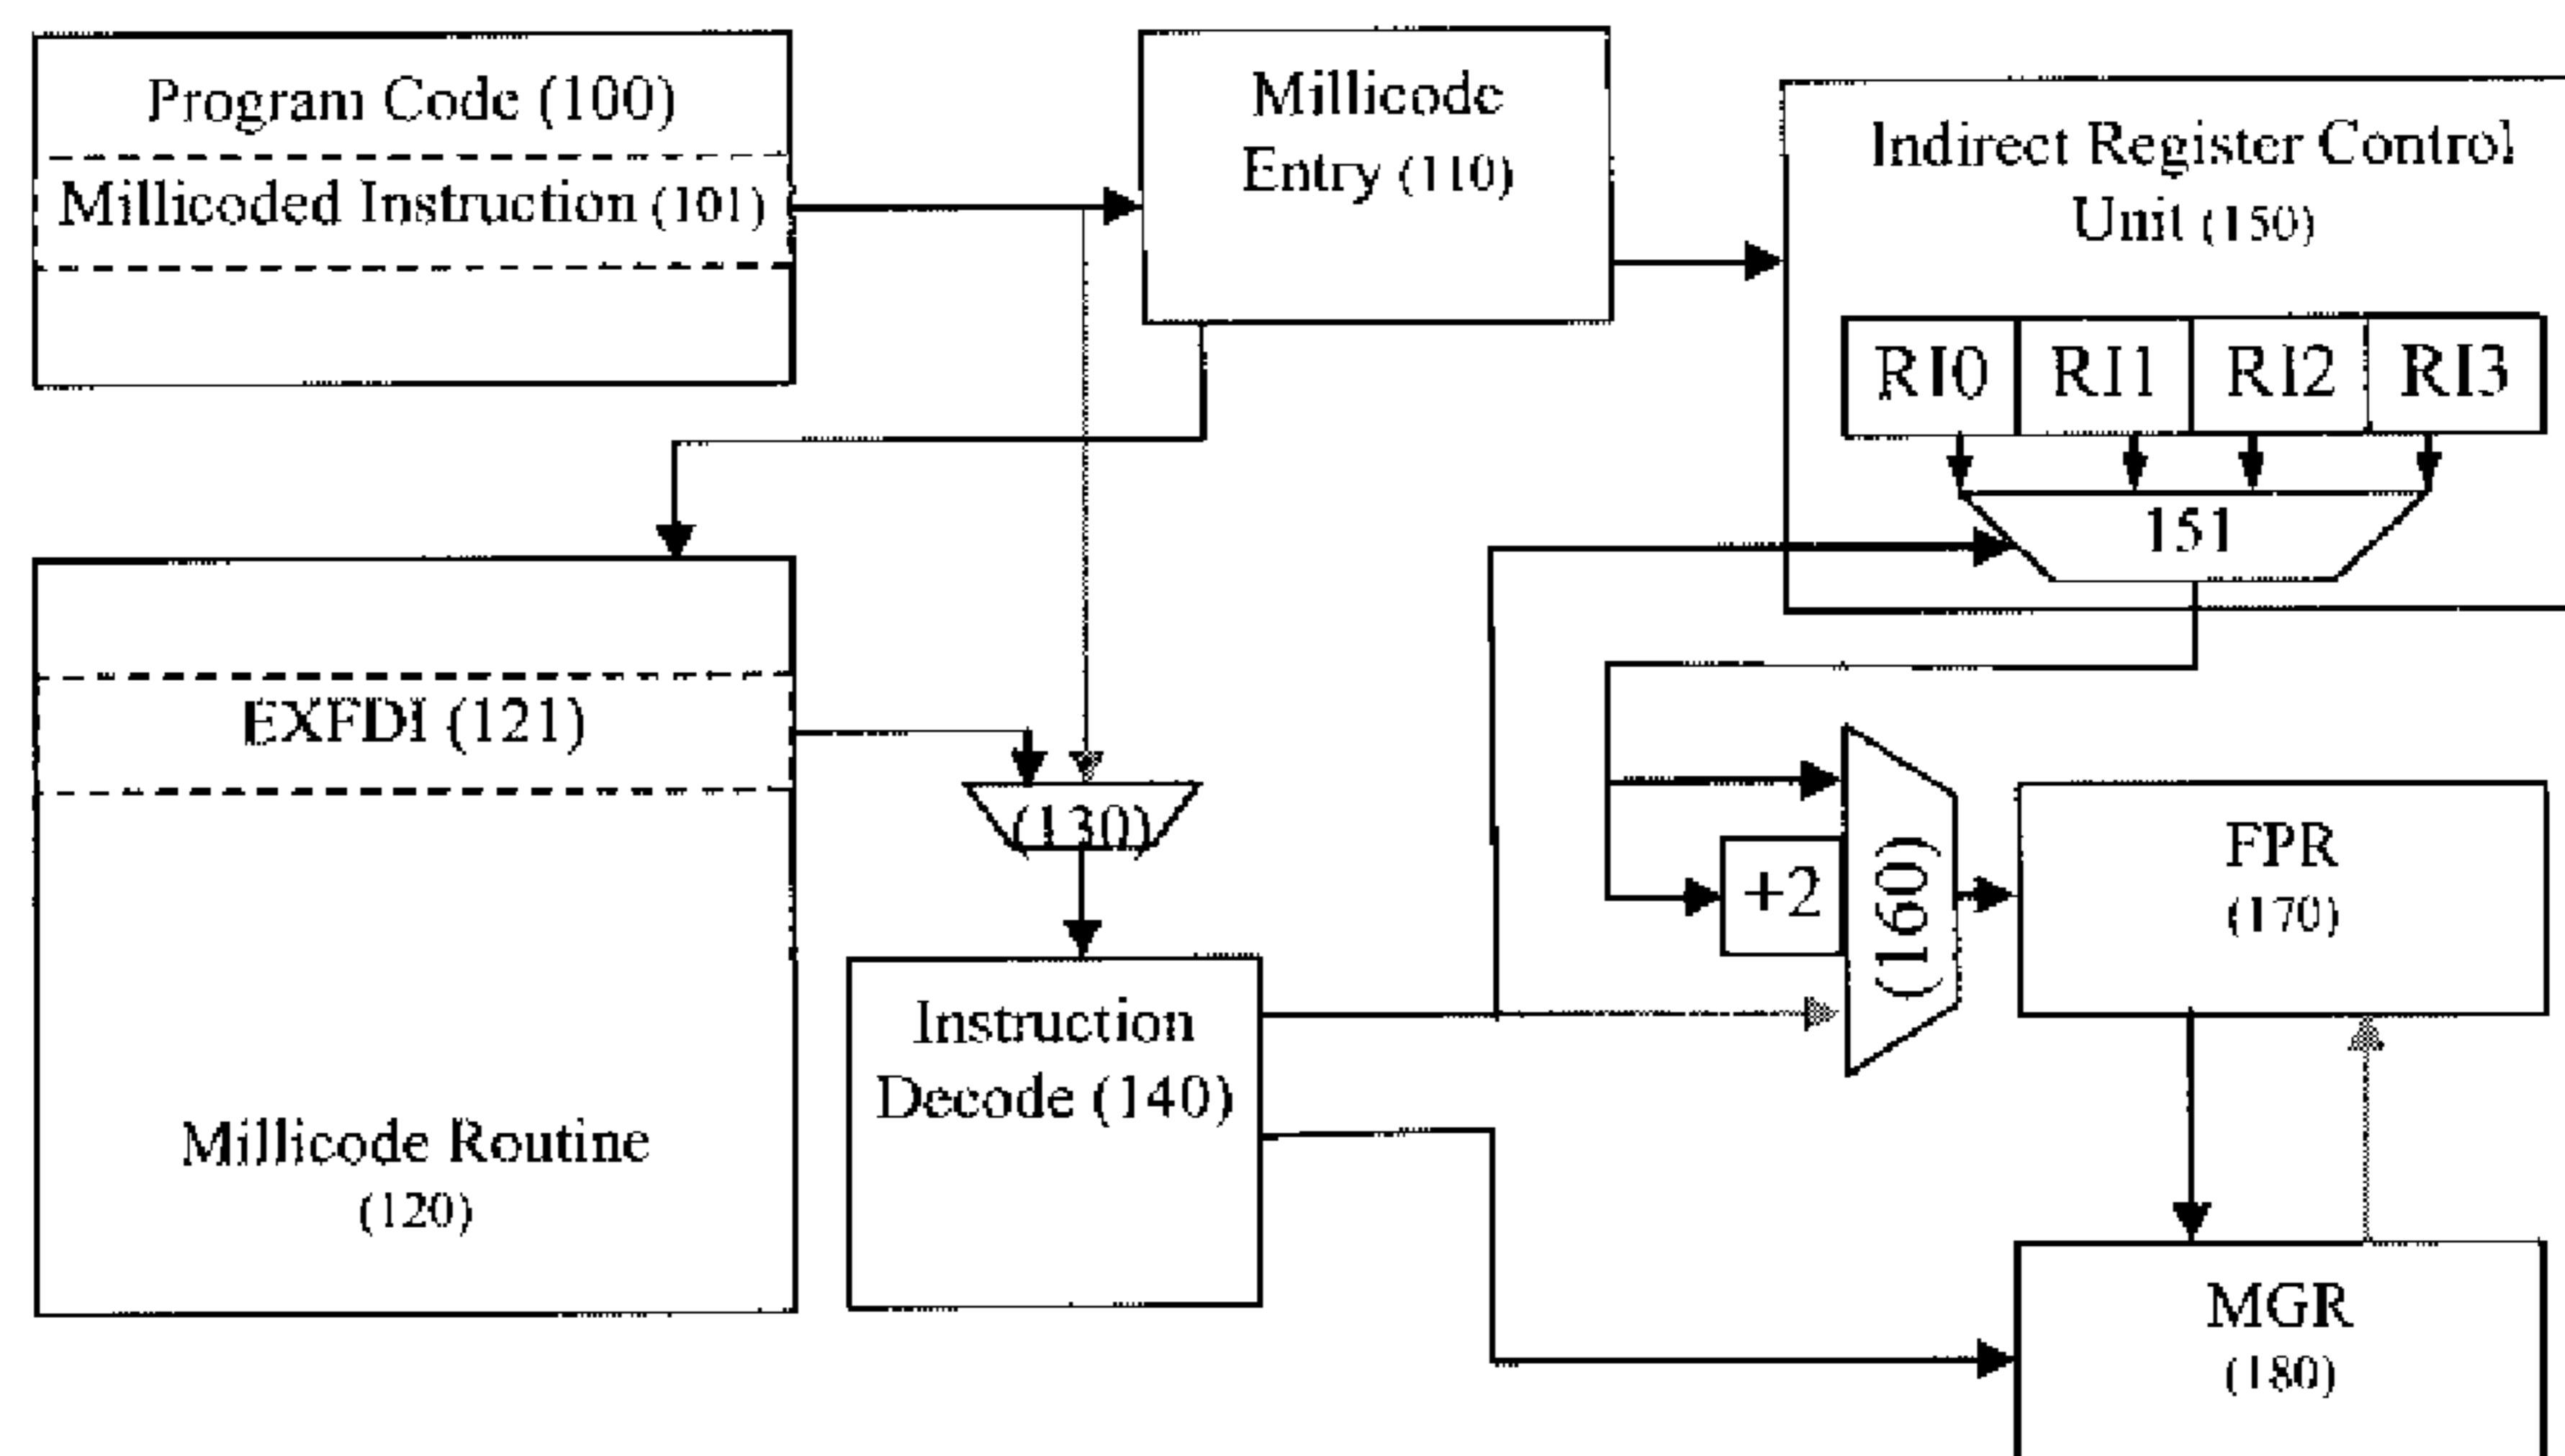 Program Code (100)
Millicoded Instruction (101)
Millicode
Entry (110)
Indirect Register Control
Unit (150)
RI0 RI1 RI2 RI3
151
EXFDI (121)
(130)
+2
(160)
FPR
(170)
Instruction
Decode (140)
Millicode Routine
(120)
MGR
(180)